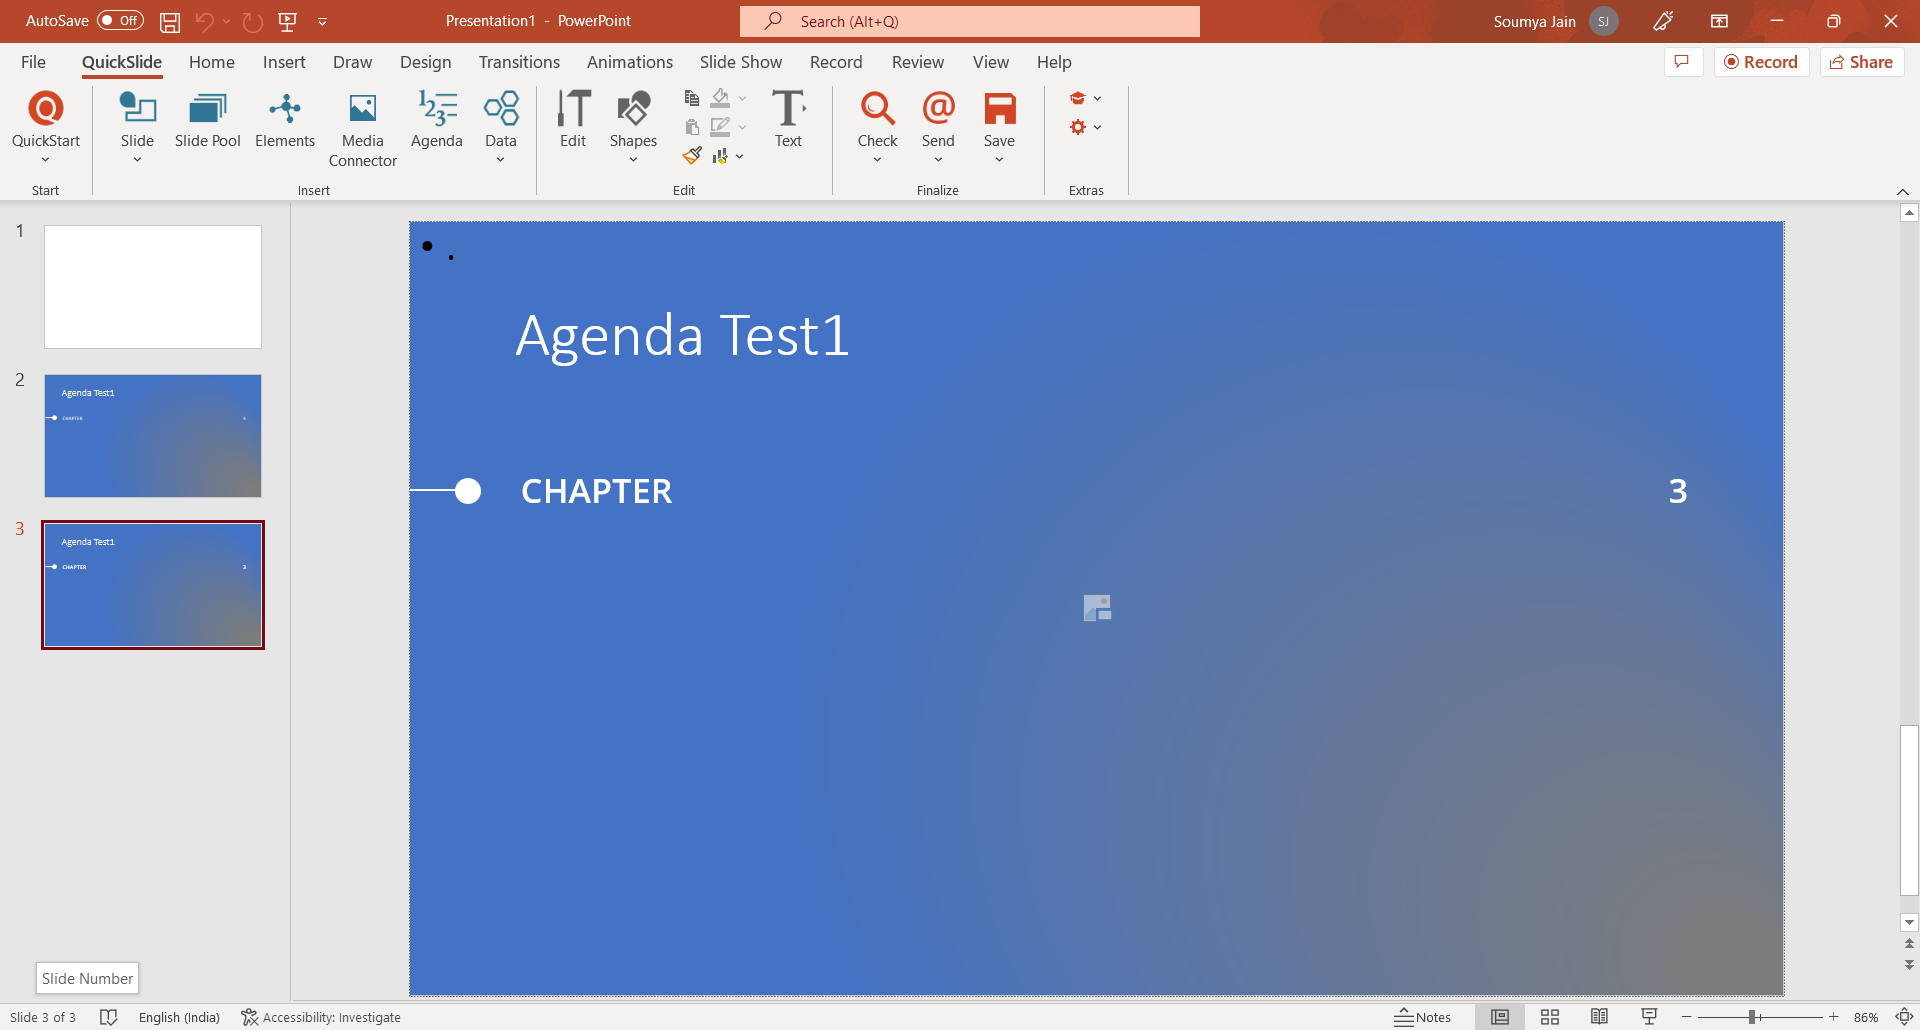 AutoSave Off Presentation1 - PowerPoint Search (Alt+Q) Soumya Jain SJ
File QuickSlide Home Insert Draw Design Transitions Animations Slide Show Record Review View Help Record Share
QuickStart Slide Slide Pool Elements Media Connector Agenda Data Edit Shapes Text Check Send Save
Start Insert Edit Finalize Extras
1
2
Agenda Test1
CHAPTER
3
Agenda Test1
CHAPTER 3
Agenda Test1
CHAPTER 3
Slide Number
Slide 3 of 3 English (India) Accessibility: Investigate Notes 86%